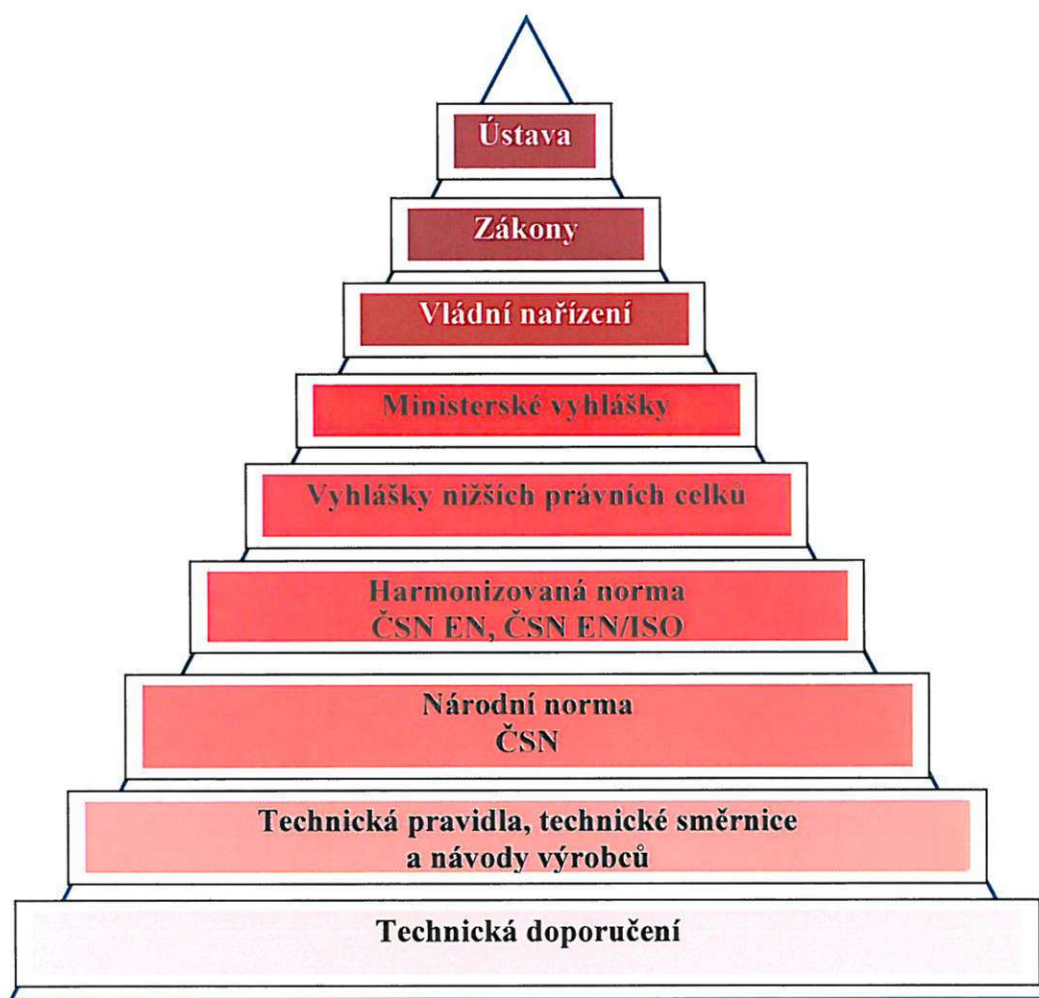 Ústava
Zákony
Vládní nařízení
Ministerské vyhlášky
Vyhlášky nižších právních celků
Harmonizovaná norma
ČSN EN, ČSN EN/ISO
Národní norma
ČSN
Technická pravidla, technické směrnice
a návody výrobců
Technická doporučení